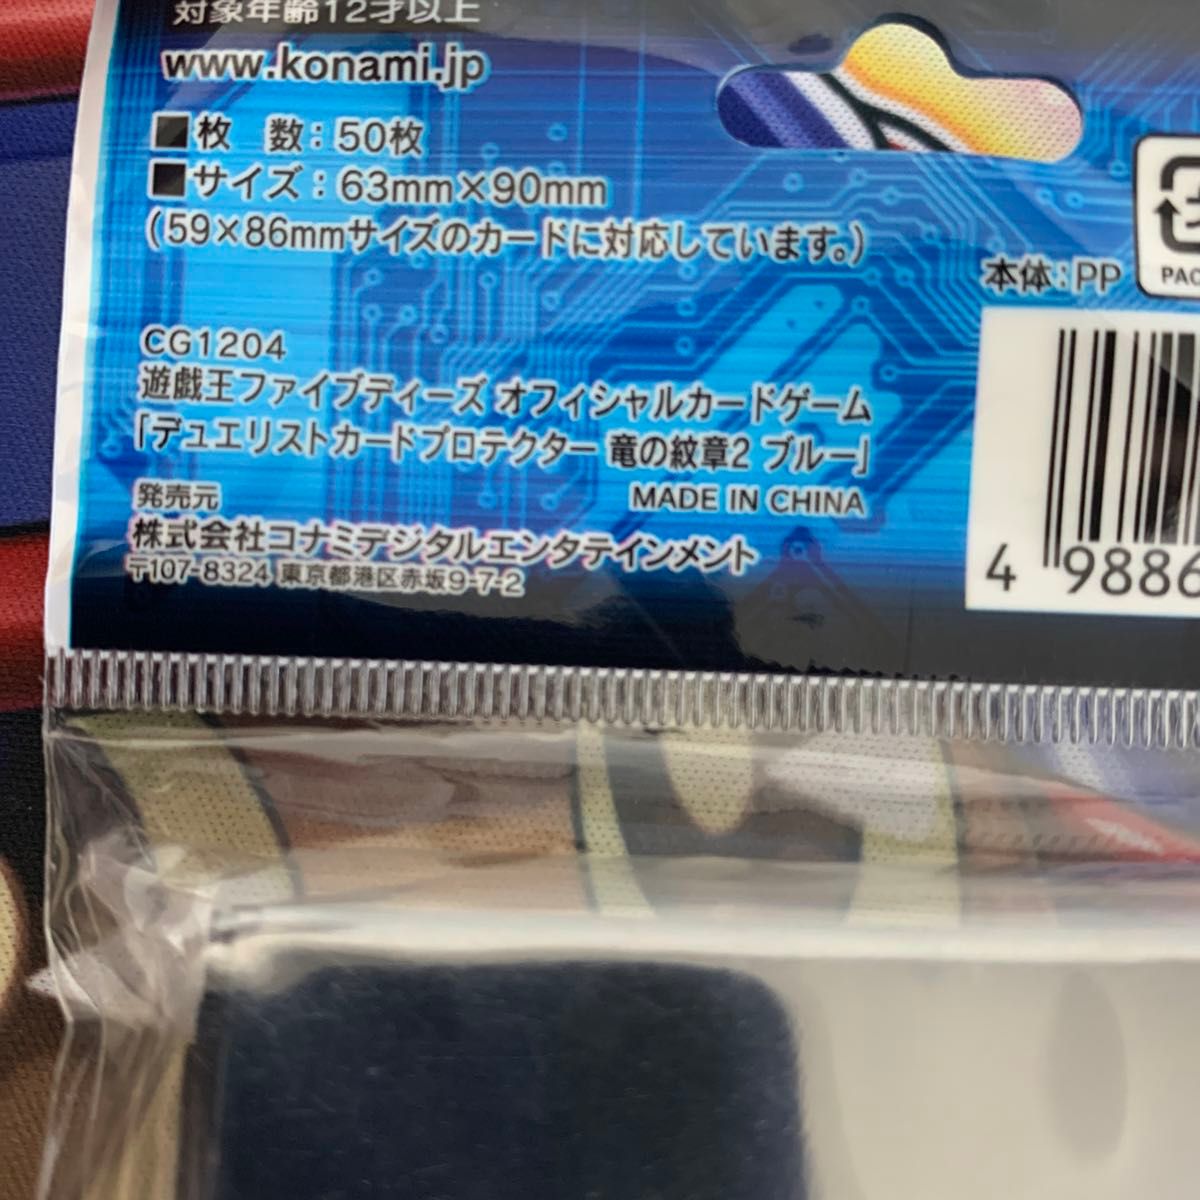 対象年齢12才以上
www.konami.jp
■枚　数：50枚
■サイズ：63mm×90mm
(59×86mmサイズのカードに対応しています。)
本体：PP
CG1204
遊戯王ファイブディーズ オフィシャルカードゲーム
「デュエリストカードプロテクター 竜の紋章2 ブルー」
MADE IN CHINA
発売元
株式会社コナミデジタルエンタテインメント
〒107-8324 東京都港区赤坂9-7-2
4 9886